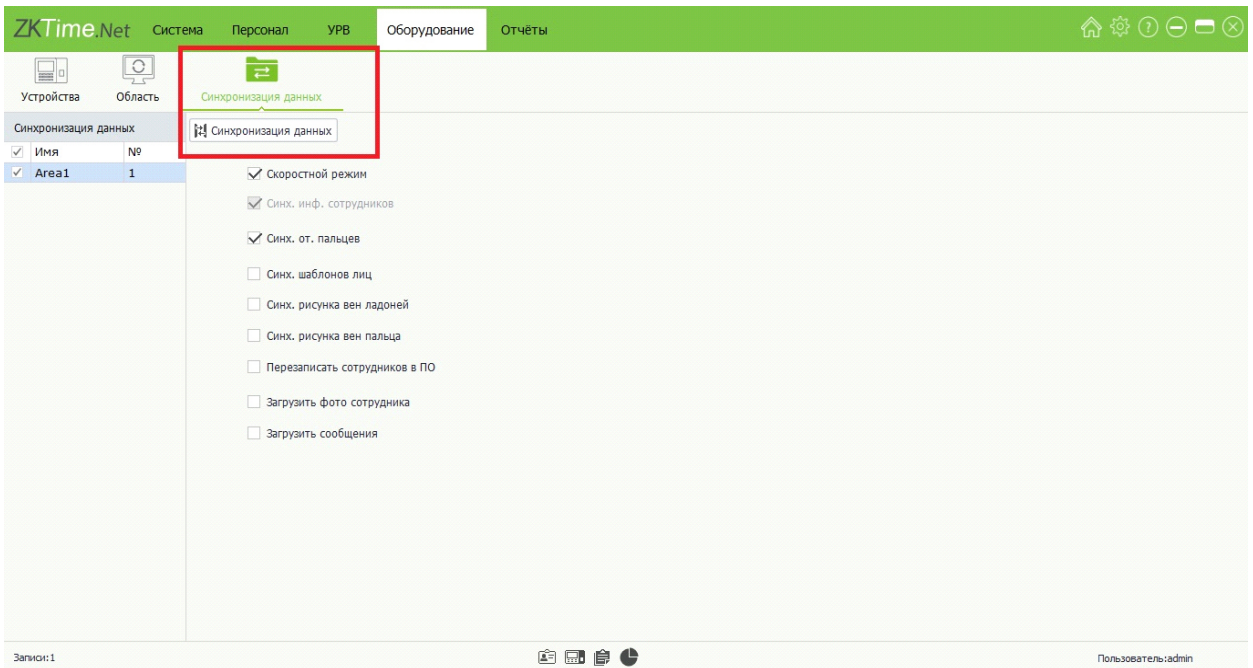 ZKTime.Net Система Персонал УРВ Оборудование Отчёты
Устройства Область Синхронизация данных
Синхронизация данных
Синхронизация данных
Имя №
Area1 1
Скоростной режим
Синх. инф. сотрудников
Синх. от. пальцев
Синх. шаблонов лиц
Синх. рисунка вен ладоней
Синх. рисунка вен пальца
Перезаписать сотрудников в ПО
Загрузить фото сотрудника
Загрузить сообщения
Записи:1 Пользователь:admin